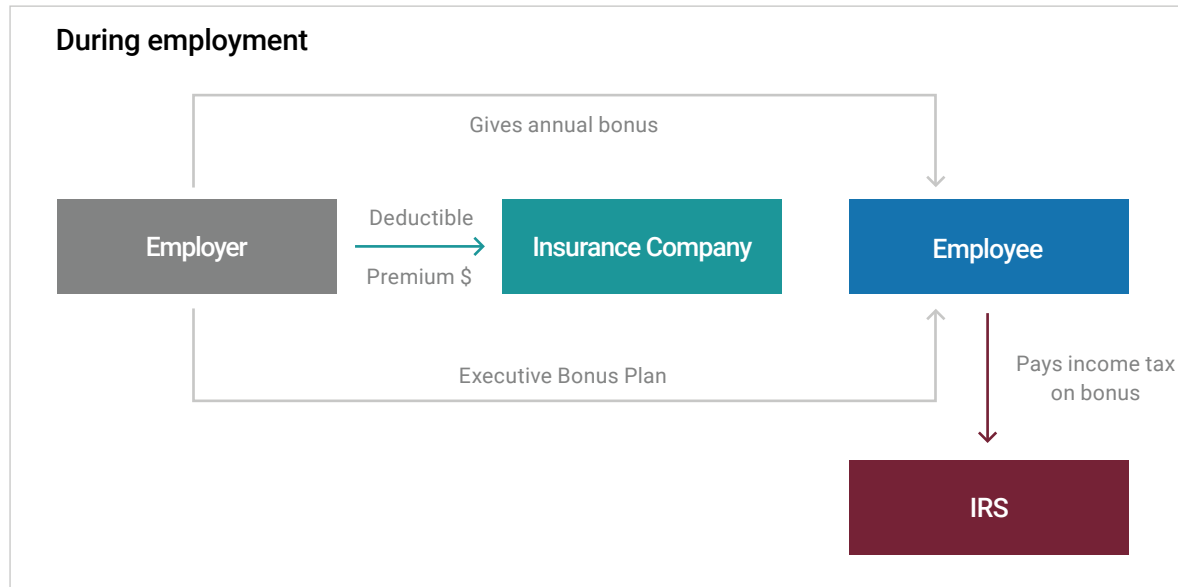 During employment
Gives annual bonus
Employer
Deductible
Premium $
Insurance Company
Employee
Executive Bonus Plan
Pays income tax
on bonus
IRS